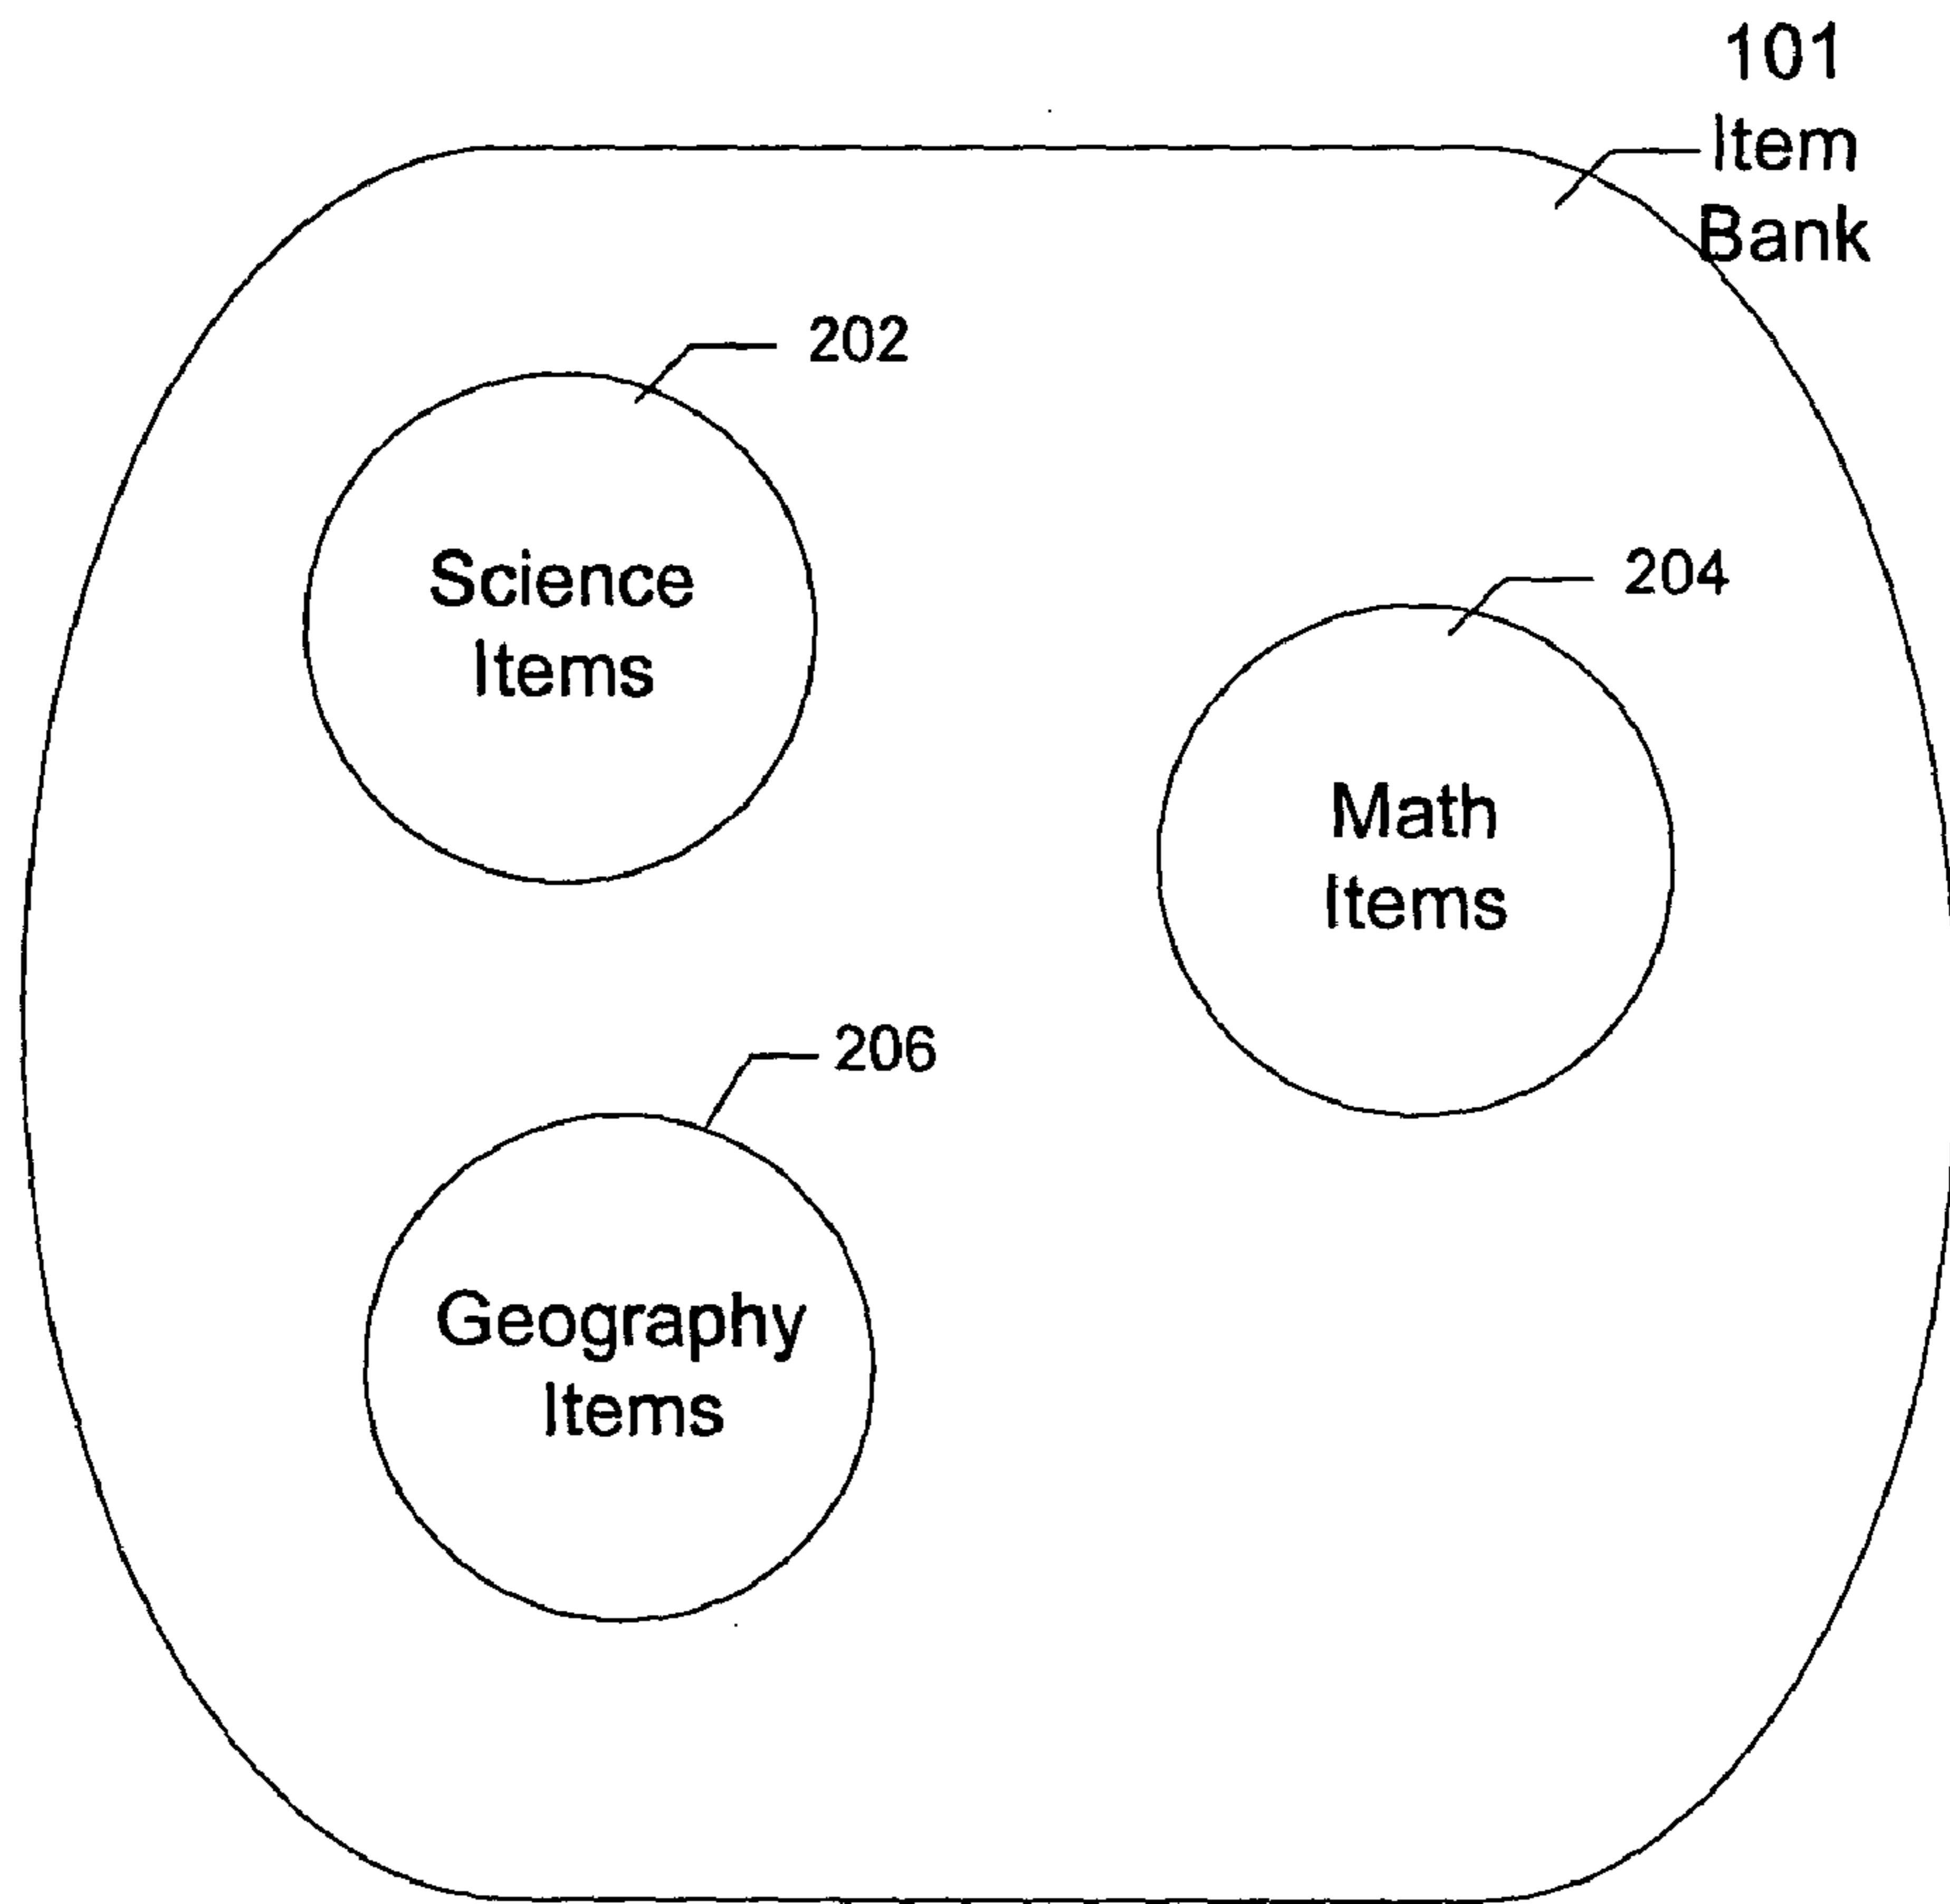 101
Item
Bank
202
Science
Items
204
Math
Items
206
Geography
Items